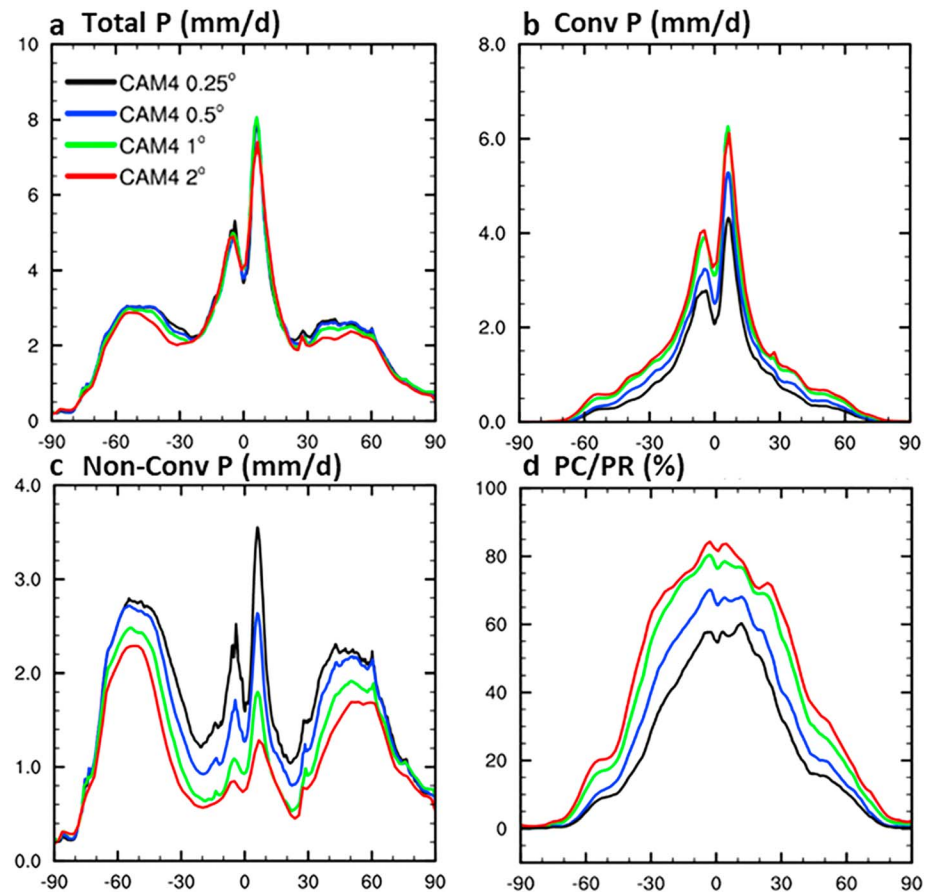 a Total P (mm/d)
b Conv P (mm/d)
10
8
6
4
2
0
CAM4 0.25°
CAM4 0.5°
CAM4 1°
CAM4 2°
8.0
6.0
4.0
2.0
0.0
-90 -60 -30 0 30 60 90
-90 -60 -30 0 30 60 90
c Non-Conv P (mm/d)
d PC/PR (%)
4.0
3.0
2.0
1.0
0.0
100
80
60
40
20
0
-90 -60 -30 0 30 60 90
-90 -60 -30 0 30 60 90